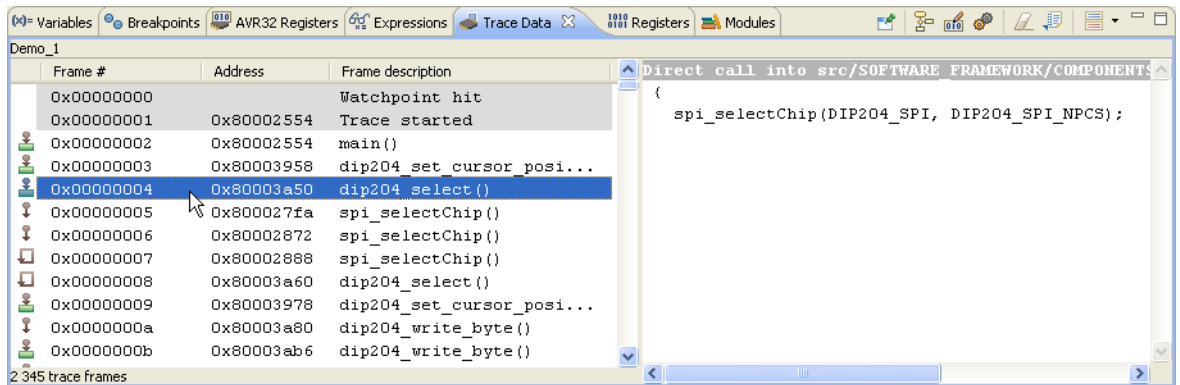 (x)= Variables Breakpoints AVR32 Registers Expressions Trace Data Registers Modules
Demo_1
Frame # Address Frame description
0x00000000 Watchpoint hit
0x00000001 0x80002554 Trace started
0x00000002 0x80002554 main()
0x00000003 0x80003958 dip204_set_cursor_posi...
0x00000004 0x80003a50 dip204_select()
0x00000005 0x800027fa spi_selectChip()
0x00000006 0x80002872 spi_selectChip()
0x00000007 0x80002888 spi_selectChip()
0x00000008 0x80003a60 dip204_select()
0x00000009 0x80003978 dip204_set_cursor_posi...
0x0000000a 0x80003a80 dip204_write_byte()
0x0000000b 0x80003ab6 dip204_write_byte()
2 345 trace frames
Direct call into src/SOFTWARE_FRAMEWORK/COMPONENTS
{
spi_selectChip(DIP204_SPI, DIP204_SPI_NPCS);